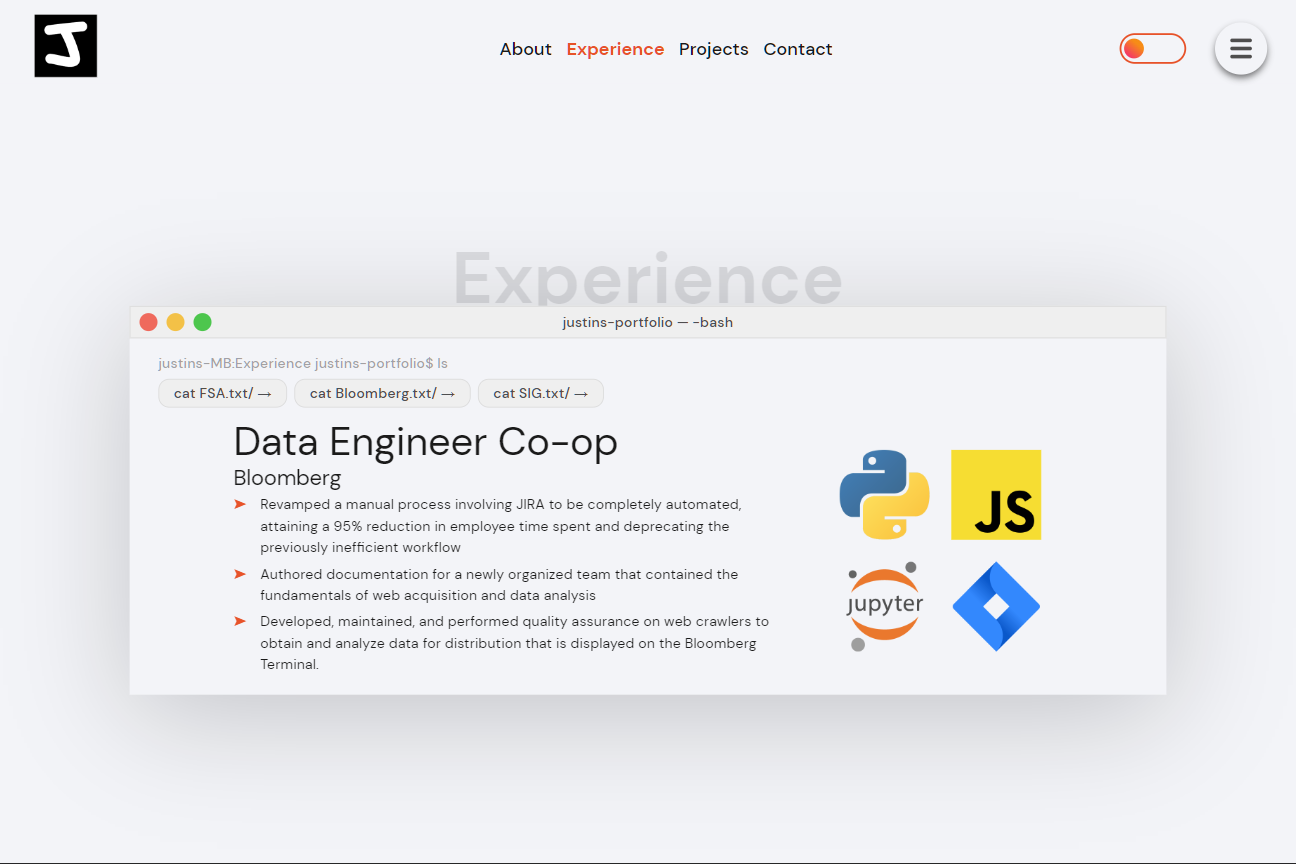 J
About Experience Projects Contact
Experience
justins-portfolio — -bash
justins-MB:Experience justins-portfolio$ ls
cat FSA.txt/ → cat Bloomberg.txt/ → cat SIG.txt/ →
Data Engineer Co-op
Bloomberg
➤ Revamped a manual process involving JIRA to be completely automated,
attaining a 95% reduction in employee time spent and deprecating the
previously inefficient workflow
➤ Authored documentation for a newly organized team that contained the
fundamentals of web acquisition and data analysis
➤ Developed, maintained, and performed quality assurance on web crawlers to
obtain and analyze data for distribution that is displayed on the Bloomberg
Terminal.
JS
jupyter